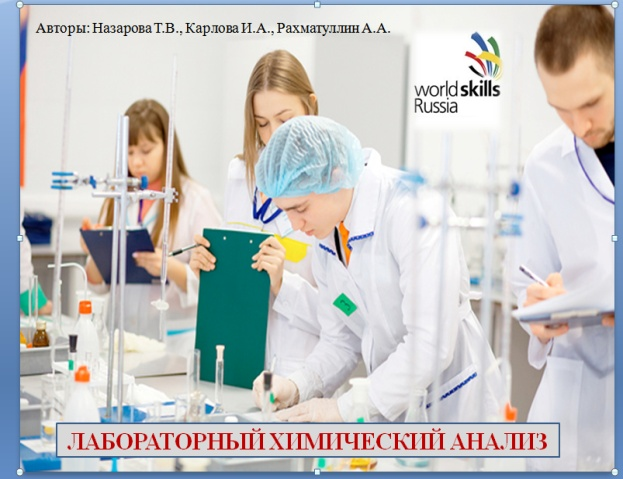 Авторы: Назарова Т.В., Карлова И.А., Рахматуллин А.А.
worldskills
Russia
ЛАБОРАТОРНЫЙ ХИМИЧЕСКИЙ АНАЛИЗ